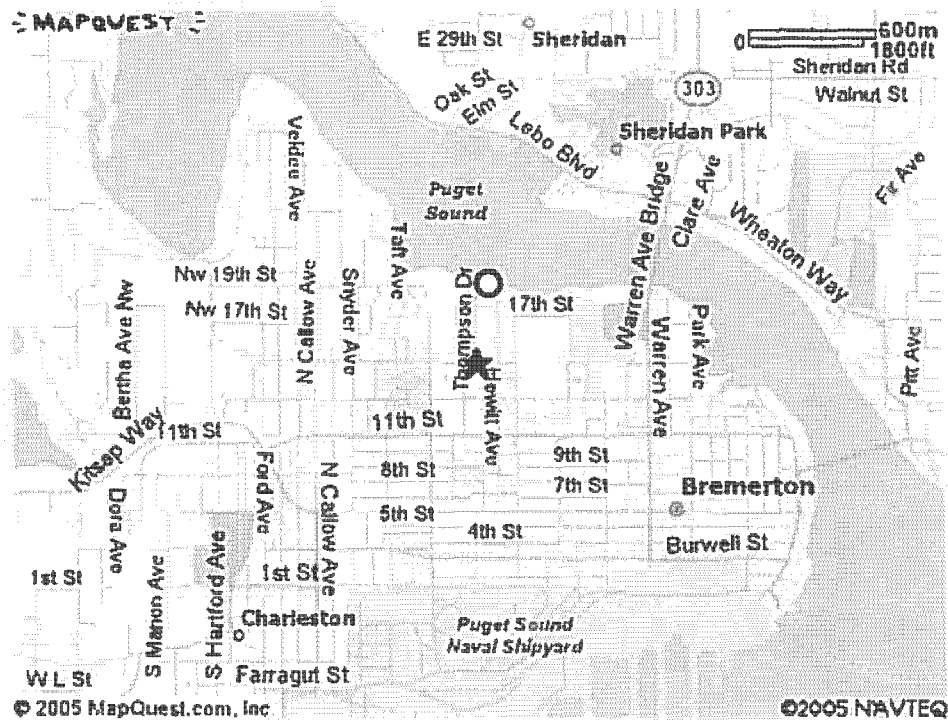 MAPQUEST
E 29th St
Sheridan
0
600m
1800ft
Sheridan Rd
Walnut St
303
Oak St
Elm St
Lebo Blvd
Sheridan Park
Fir Ave
Clare Ave
Wheaton Way
Warren Ave Bridge
Puget
Sound
Taft Ave
Nw 19th St
Nw 17th St
N Callow Ave
Snyder Ave
Thompson Dr
17th St
Park Ave
Warren Ave
Pitt Ave
Bertha Ave Nw
Hewitt Ave
11th St
11th St
Kitsap Way
9th St
8th St
7th St
Ford Ave
N Callow Ave
Bremerton
Dora Ave
5th St
4th St
Burwell St
1st St
S Marion Ave
S Hartford Ave
1st St
Charleston
Puget Sound
Naval Shipyard
W L St
Farragut St
© 2005 MapQuest.com, Inc
©2005 NAVTEQ